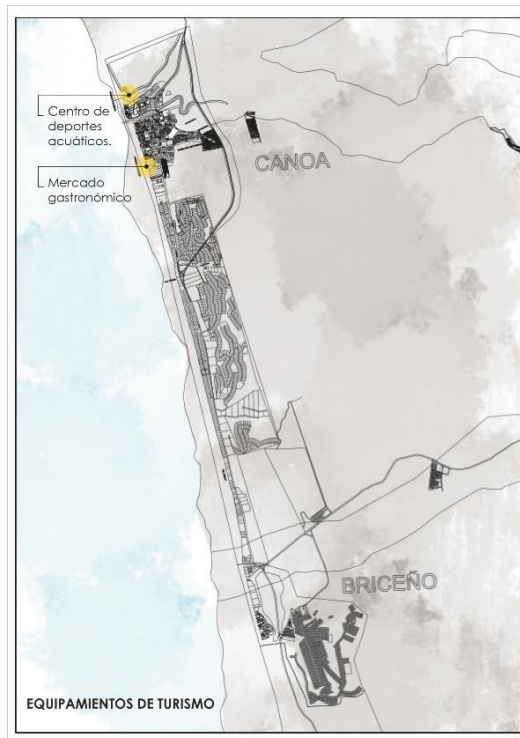 Centro de
deportes
acuáticos.
CANOA
Mercado
gastronómico
BRICEÑO
EQUIPAMIENTOS DE TURISMO